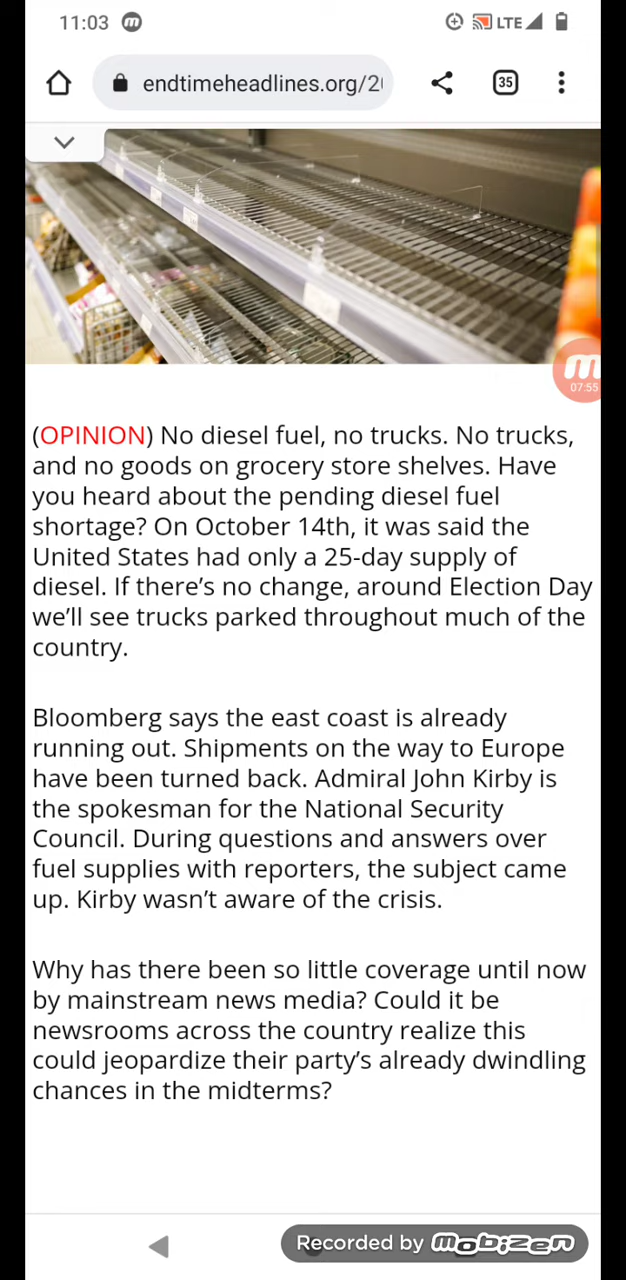 11:03 m LTE
endtimeheadlines.org/2 35
m
07:55
(OPINION) No diesel fuel, no trucks. No trucks,
and no goods on grocery store shelves. Have
you heard about the pending diesel fuel
shortage? On October 14th, it was said the
United States had only a 25-day supply of
diesel. If there’s no change, around Election Day
we’ll see trucks parked throughout much of the
country.
Bloomberg says the east coast is already
running out. Shipments on the way to Europe
have been turned back. Admiral John Kirby is
the spokesman for the National Security
Council. During questions and answers over
fuel supplies with reporters, the subject came
up. Kirby wasn’t aware of the crisis.
Why has there been so little coverage until now
by mainstream news media? Could it be
newsrooms across the country realize this
could jeopardize their party’s already dwindling
chances in the midterms?
Recorded by mobizen